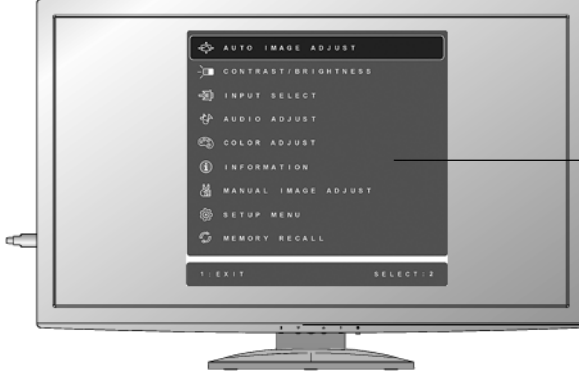 AUTO IMAGE ADJUST
CONTRAST/BRIGHTNESS
INPUT SELECT
AUDIO ADJUST
COLOR ADJUST
INFORMATION
MANUAL IMAGE ADJUST
SETUP MENU
MEMORY RECALL
1:EXIT SELECT:2